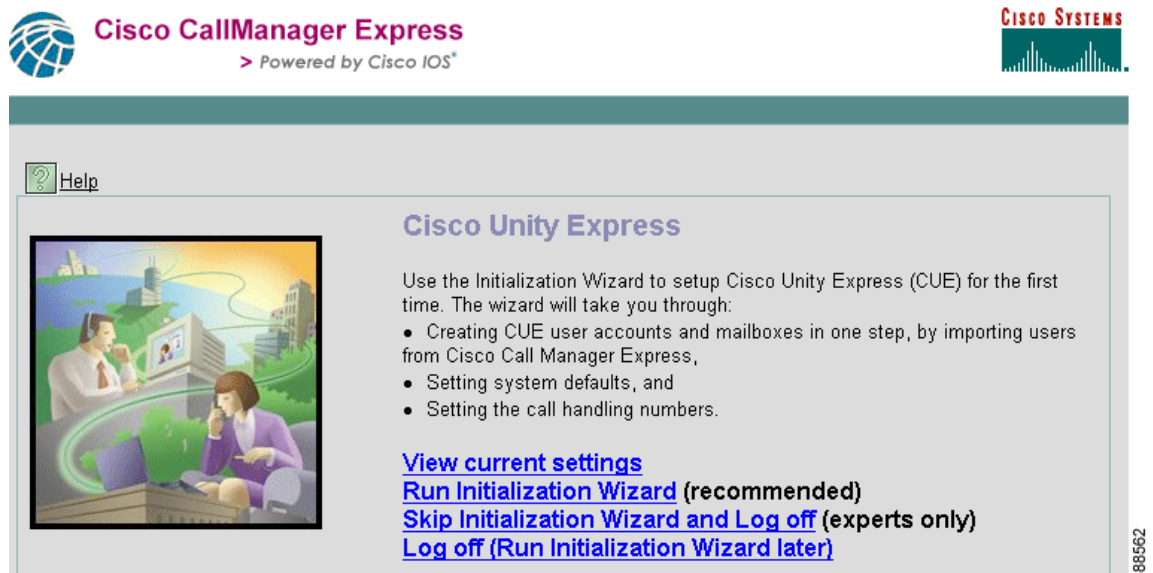 Cisco CallManager Express
> Powered by Cisco IOS®
CISCO SYSTEMS
Help
Cisco Unity Express
Use the Initialization Wizard to setup Cisco Unity Express (CUE) for the first
time. The wizard will take you through:
● Creating CUE user accounts and mailboxes in one step, by importing users
from Cisco Call Manager Express,
● Setting system defaults, and
● Setting the call handling numbers.
View current settings
Run Initialization Wizard (recommended)
Skip Initialization Wizard and Log off (experts only)
Log off (Run Initialization Wizard later)
88562